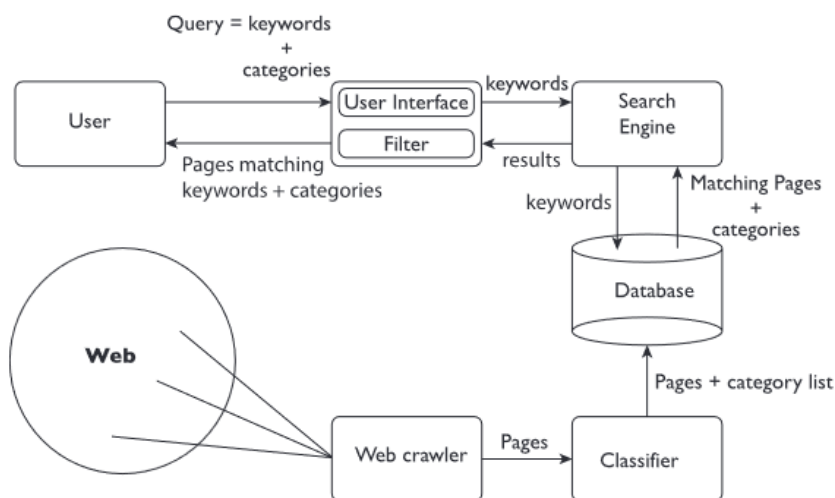 Query = keywords
+
categories
User
User Interface
Filter
keywords
results
Search
Engine
Pages matching
keywords + categories
keywords
Matching Pages
+
categories
Database
Web
Pages + category list
Web crawler
Pages
Classifier